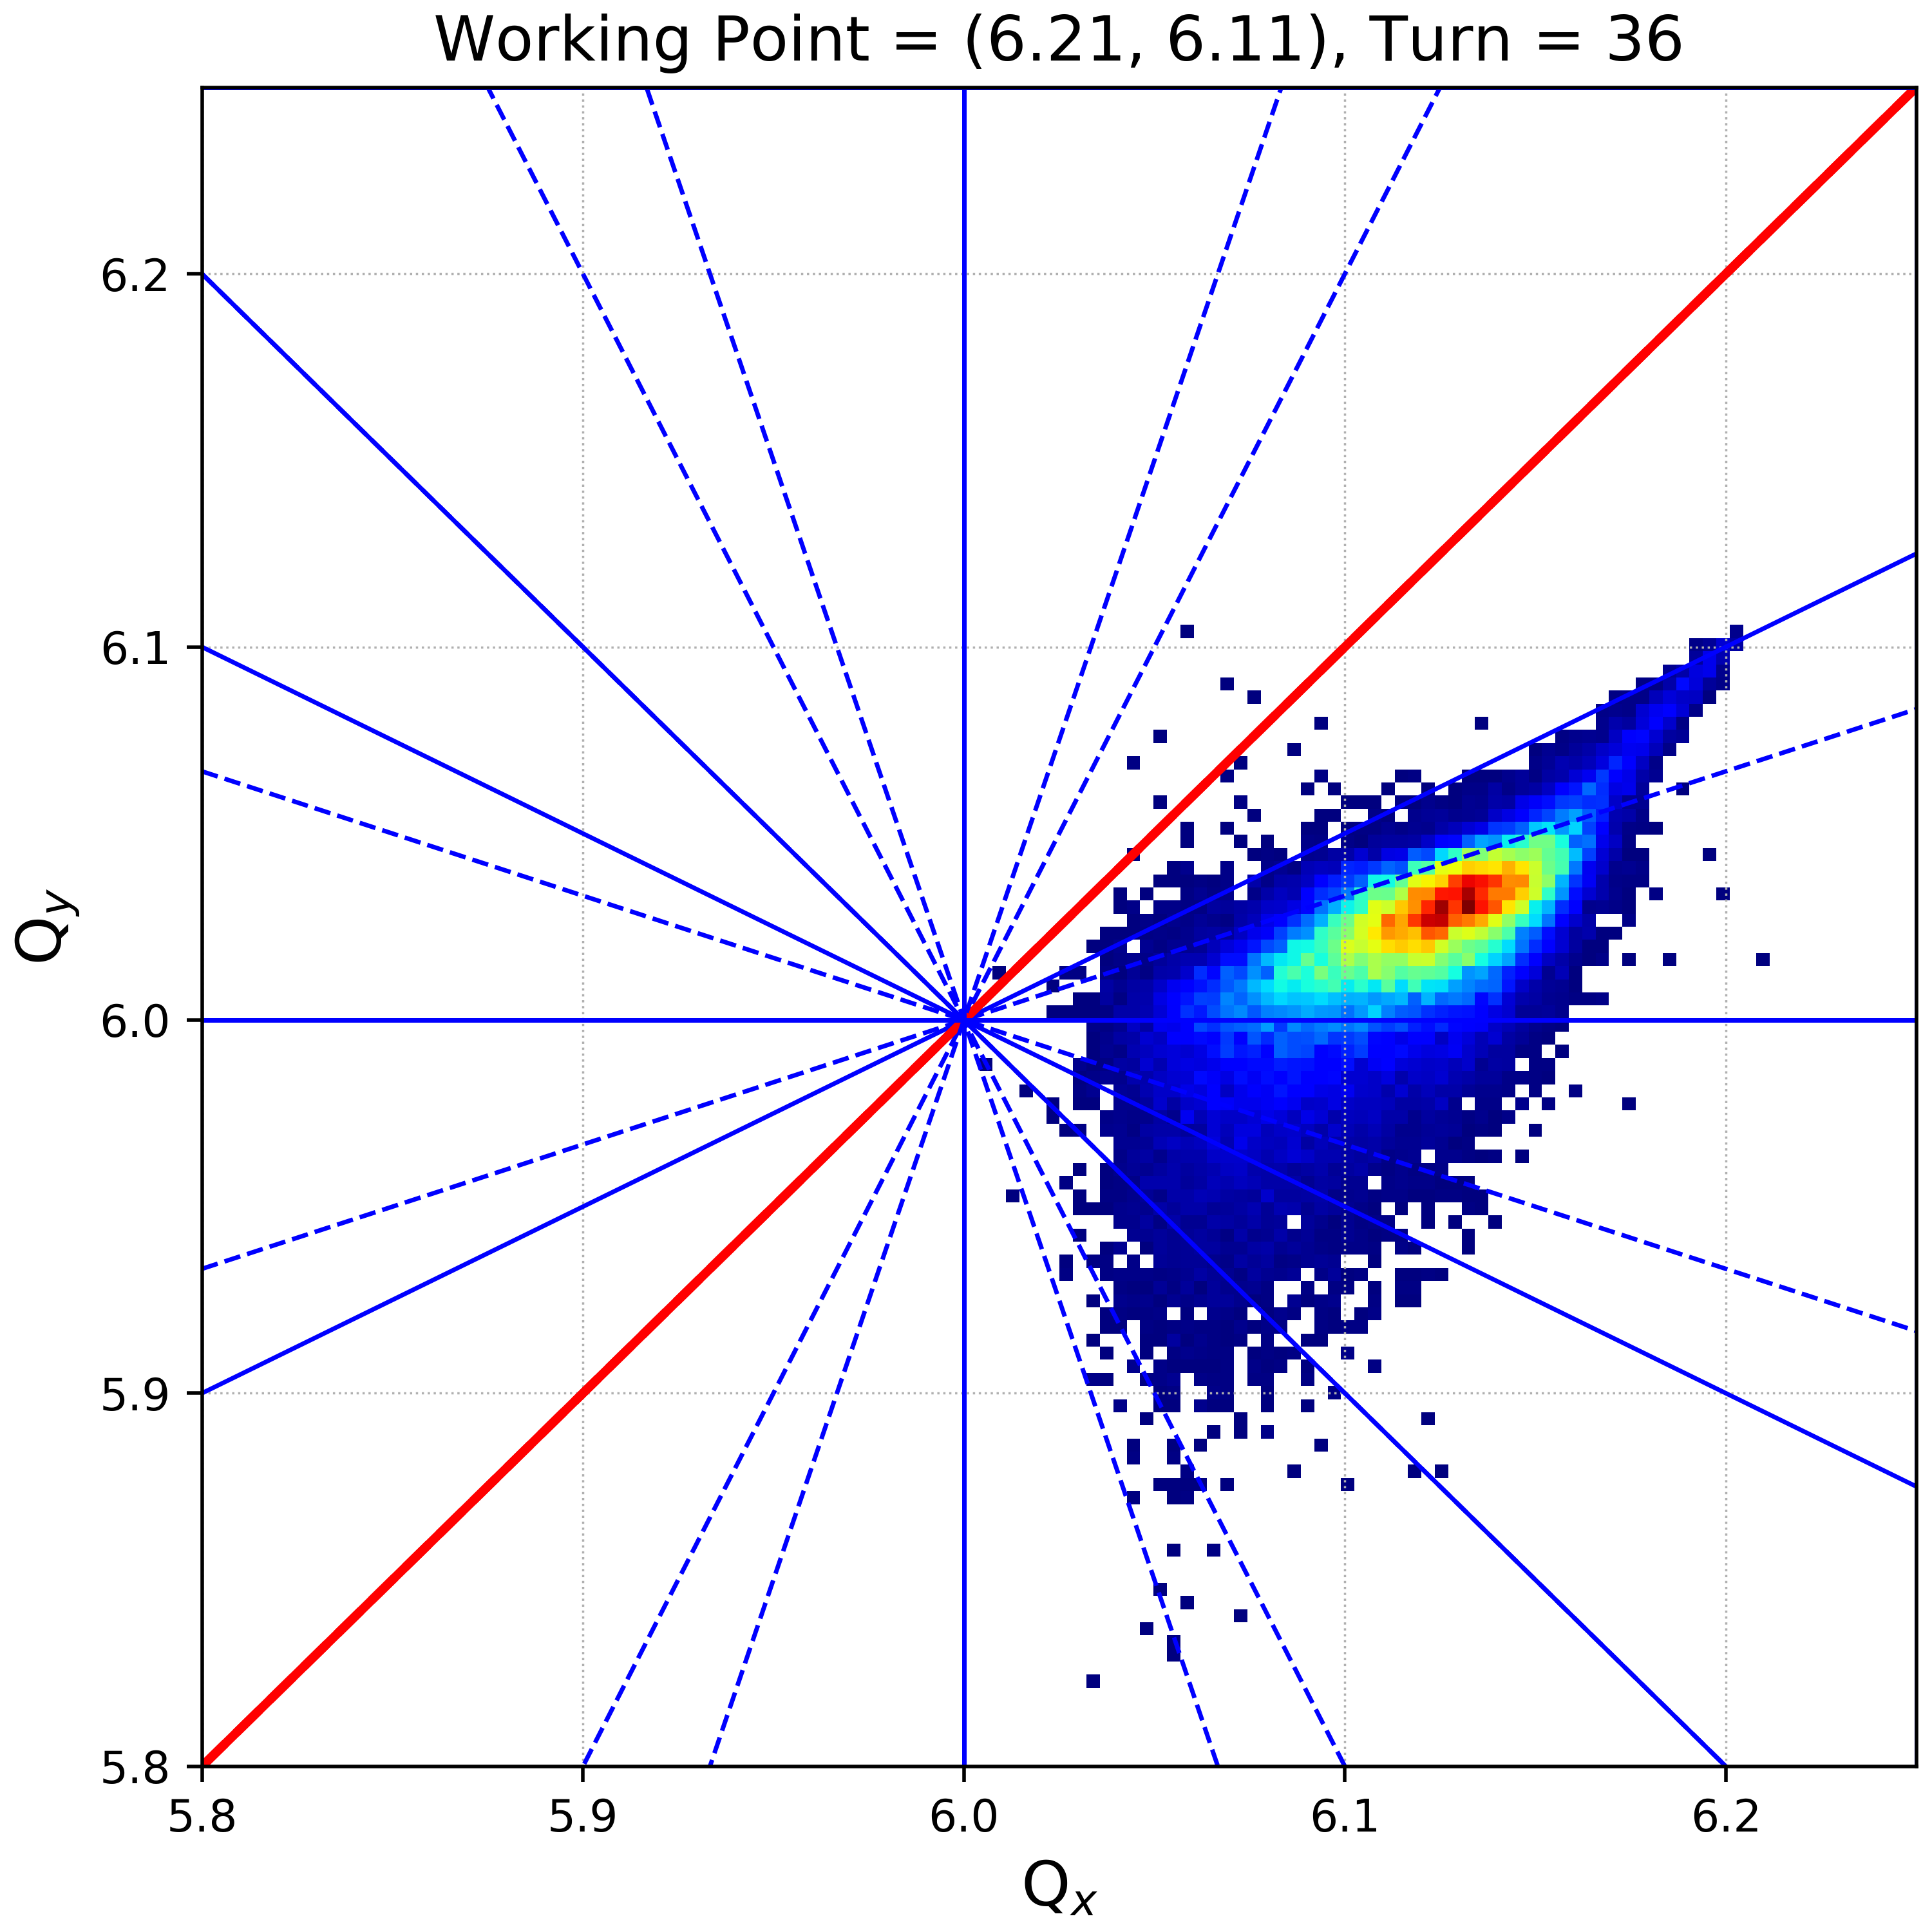 Working Point = (6.21, 6.11), Turn = 36
6.2
6.1
6.0
5.9
5.8
Qy
5.8 5.9 6.0 6.1 6.2
Qx